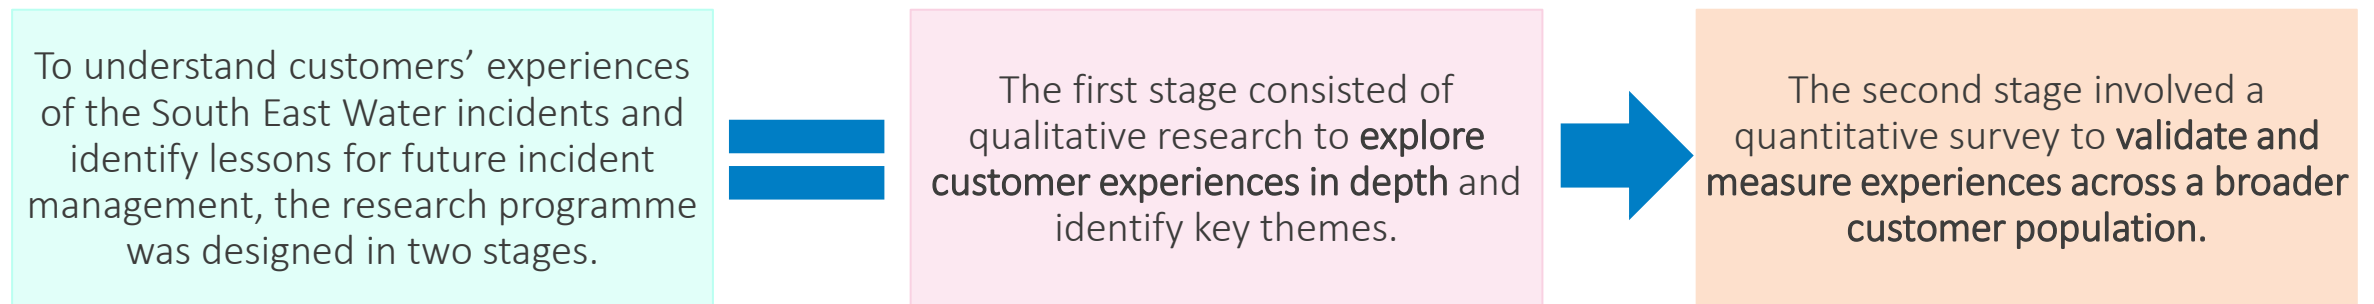 To understand customers’ experiences
of the South East Water incidents and
identify lessons for future incident
management, the research programme
was designed in two stages.
The first stage consisted of
qualitative research to explore
customer experiences in depth and
identify key themes.
The second stage involved a
quantitative survey to validate and
measure experiences across a broader
customer population.